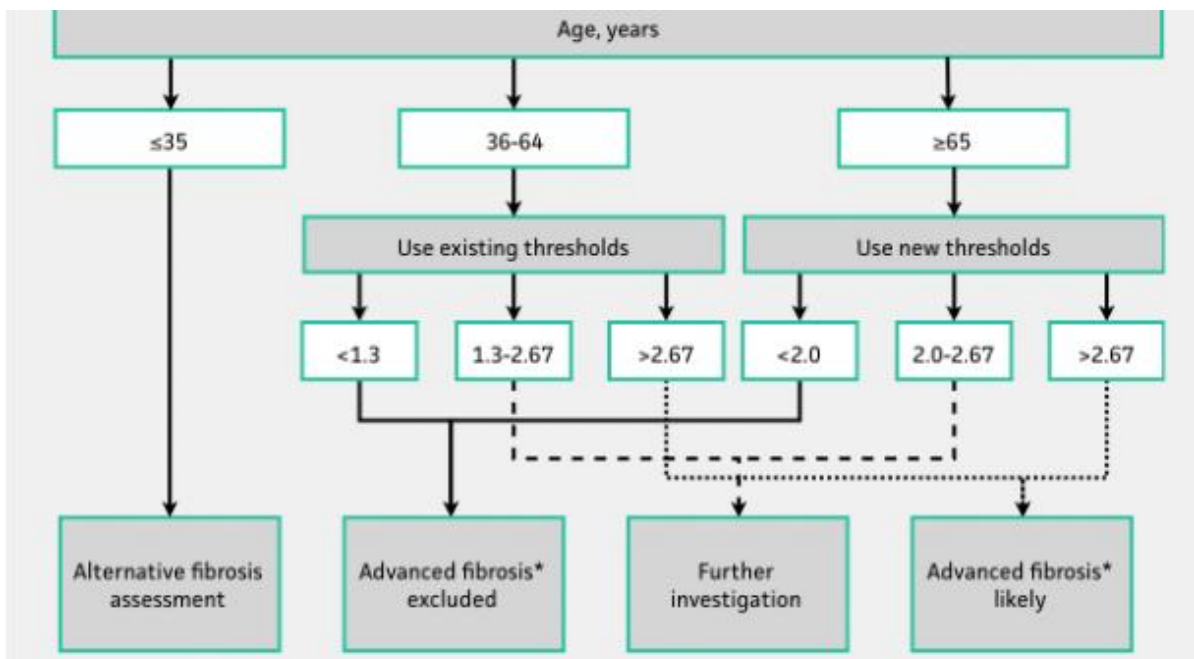 Age, years
≤35
36-64
≥65
Use existing thresholds
Use new thresholds
<1.3
1.3-2.67
>2.67
<2.0
2.0-2.67
>2.67
Alternative fibrosis
assessment
Advanced fibrosis*
excluded
Further
investigation
Advanced fibrosis*
likely